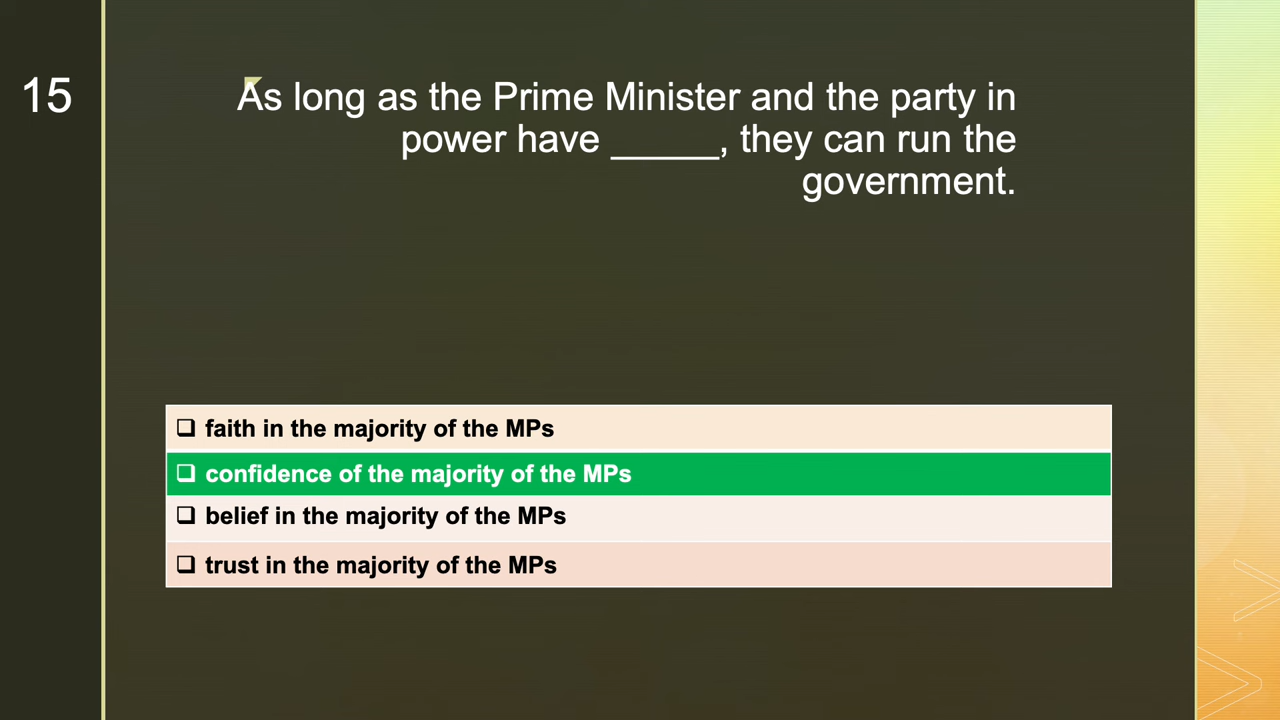 15
As long as the Prime Minister and the party in
power have _____, they can run the
government.
❑ faith in the majority of the MPs
❑ confidence of the majority of the MPs
❑ belief in the majority of the MPs
❑ trust in the majority of the MPs